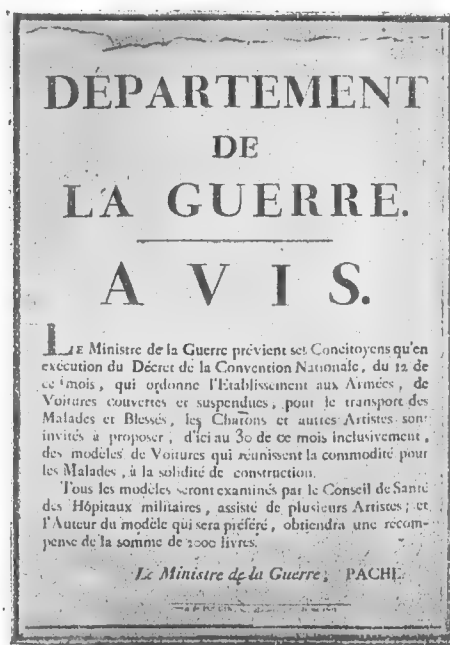 DÉPARTEMENT
DE
LA GUERRE.
AVIS.
LE Ministre de la Guerre prévient ses Concitoyens qu'en
exécution du Décret de la Convention Nationale, du 12 de
ce mois, qui ordonne l'Etablissement aux Armées, de
Voitures couvertes et suspendues, pour le transport des
Malades et Blessés, les Charons et autres Artistes sont
invités à proposer, d'ici au 30 de ce mois inclusivement,
des modèles de Voitures qui réunissent la commodité pour
les Malades, à la solidité de construction.
Tous les modèles seront examinés par le Conseil de Santé
des Hôpitaux militaires, assisté de plusieurs Artistes; et
l'Auteur du modèle qui sera préféré, obtiendra une récom-
pense de la somme de 2000 livres.
Le Ministre de la Guerre; PACHE